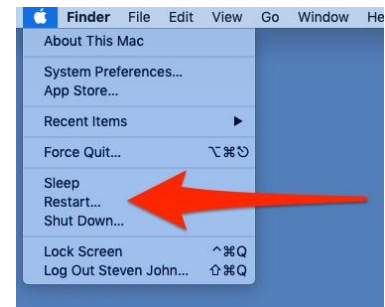 Finder File Edit View Go Window He
About This Mac
System Preferences...
App Store...
Recent Items
Force Quit... ⌥⌘⎋
Sleep
Restart...
Shut Down...
Lock Screen ^⌘Q
Log Out Steven John... ⇧⌘Q